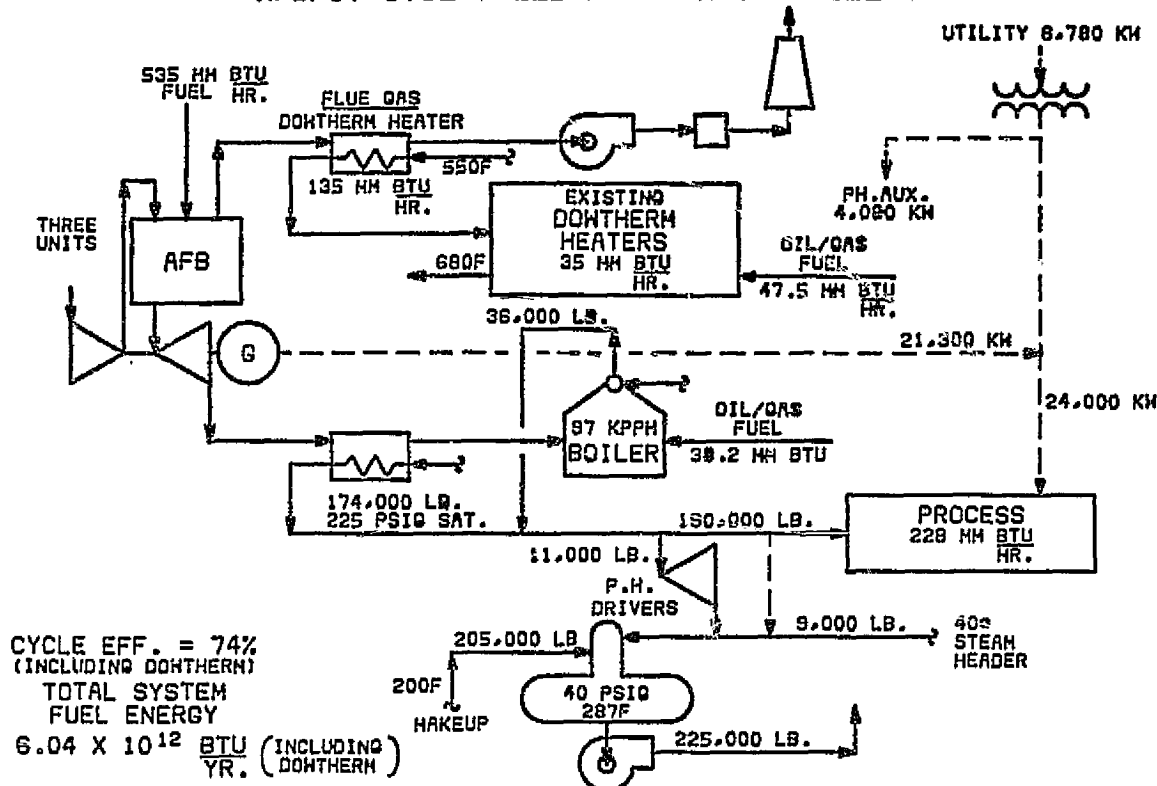 UTILITY 6,780 KW
535 MM BTU
HR.
FUEL
FLUE GAS
DOWTHERM HEATER
550F
135 MM BTU
HR.
PH.AUX.
4,080 KW
THREE
UNITS
AFB
EXISTING
DOWTHERM
HEATERS
35 MM BTU
HR.
680F
OIL/GAS
FUEL
47.5 MM BTU
HR.
36,000 LB.
G
21,300 KW
24,000 KW
97 KPPH
BOILER
OIL/GAS
FUEL
39.2 MM BTU
174,000 LB.
225 PSIG SAT.
190,000 LB.
PROCESS
228 MM BTU
HR.
11,000 LB.
P.H.
DRIVERS
205,000 LB
9,000 LB.
STEAM
HEADER
200F
MAKEUP
40 PSIG
287F
225,000 LB.
CYCLE EFF. = 74%
(INCLUDING DOWTHERM)
TOTAL SYSTEM
FUEL ENERGY
6.04 X 10¹² BTU
YR.
(INCLUDING
DOWTHERM)